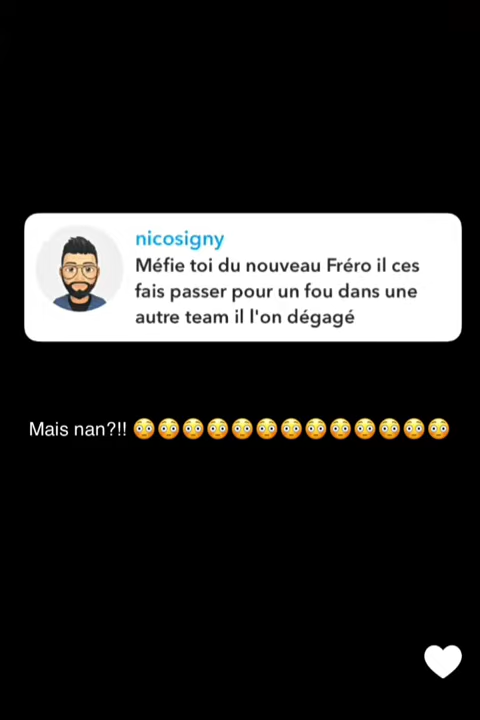 nicosigny
Méfie toi du nouveau Fréro il ces
fais passer pour un fou dans une
autre team il l'on dégagé
Mais nan?!! 😳😳😳😳😳😳😳😳😳😳😳😳😳